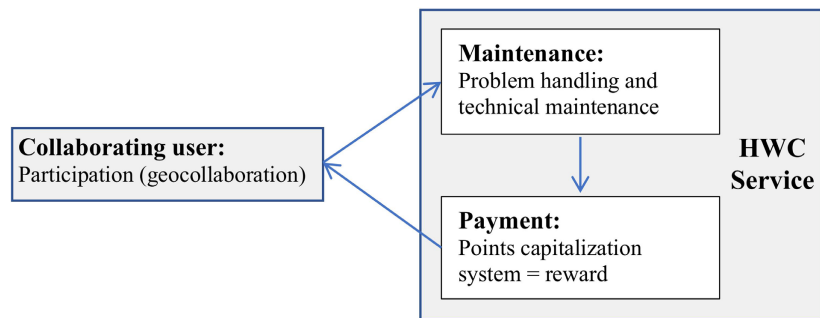 Maintenance:
Problem handling and
technical maintenance
Collaborating user:
Participation (geocollaboration)
HWC
Service
Payment:
Points capitalization
system = reward